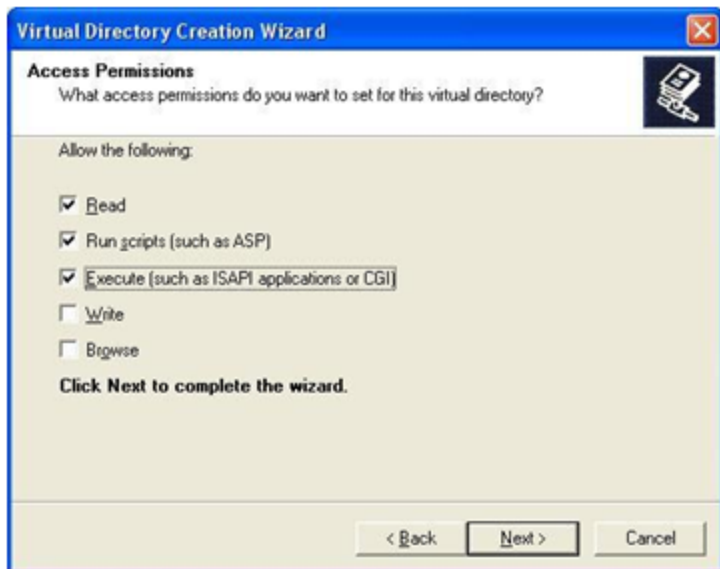 Virtual Directory Creation Wizard
Access Permissions
What access permissions do you want to set for this virtual directory?
Allow the following:
Read
Run scripts (such as ASP)
Execute (such as ISAPI applications or CGI)
Write
Browse
Click Next to complete the wizard.
< Back Next > Cancel